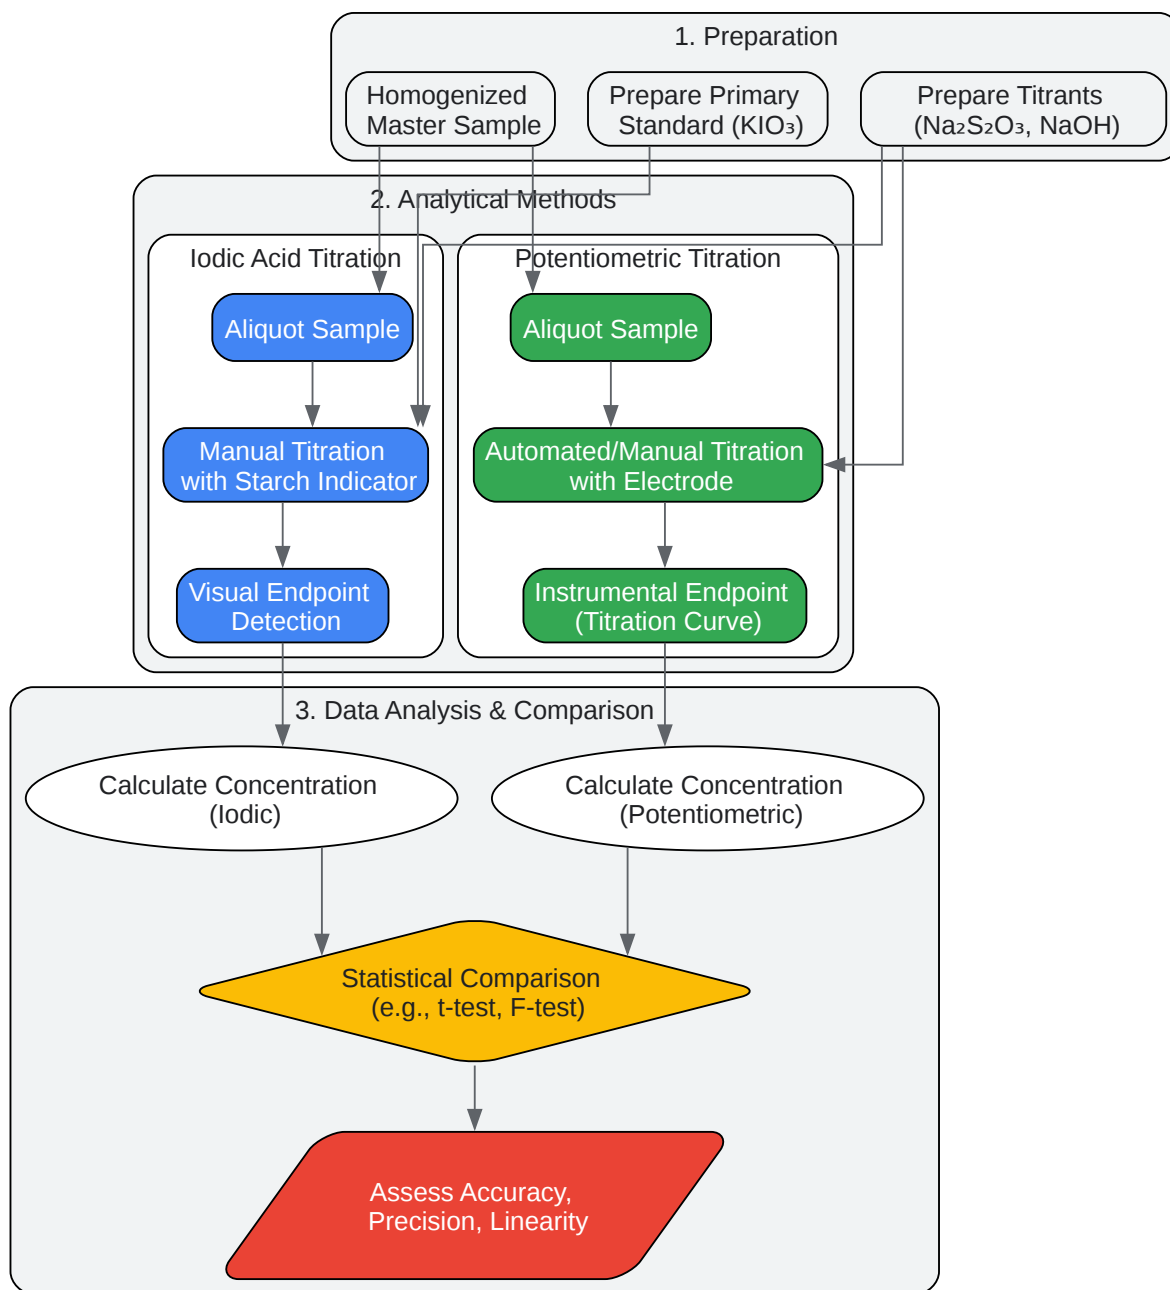 1. Preparation
Homogenized
Master Sample
Prepare Primary
Standard (KIO₃)
Prepare Titrants
(Na₂S₂O₃, NaOH)
2. Analytical Methods
Iodic Acid Titration
Potentiometric Titration
Aliquot Sample
Aliquot Sample
Manual Titration
with Starch Indicator
Automated/Manual Titration
with Electrode
Visual Endpoint
Detection
Instrumental Endpoint
(Titration Curve)
3. Data Analysis & Comparison
Calculate Concentration
(Iodic)
Calculate Concentration
(Potentiometric)
Statistical Comparison
(e.g., t-test, F-test)
Assess Accuracy,
Precision, Linearity